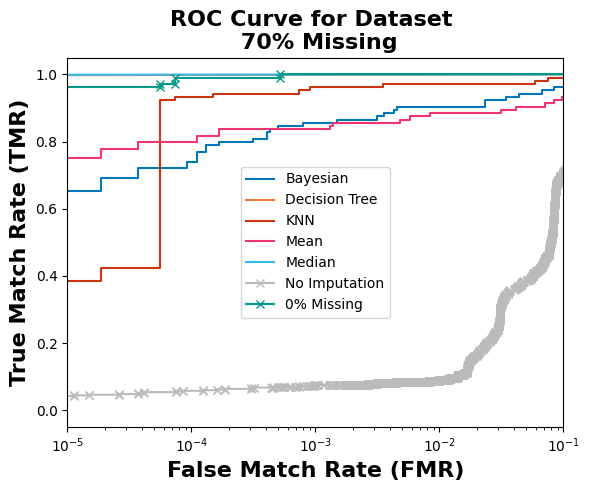 ROC Curve for Dataset
70% Missing
True Match Rate (TMR)
1.0
0.8
0.6
0.4
0.2
0.0
Bayesian
Decision Tree
KNN
Mean
Median
No Imputation
0% Missing
10⁻⁵
10⁻⁴
10⁻³
10⁻²
10⁻¹
False Match Rate (FMR)